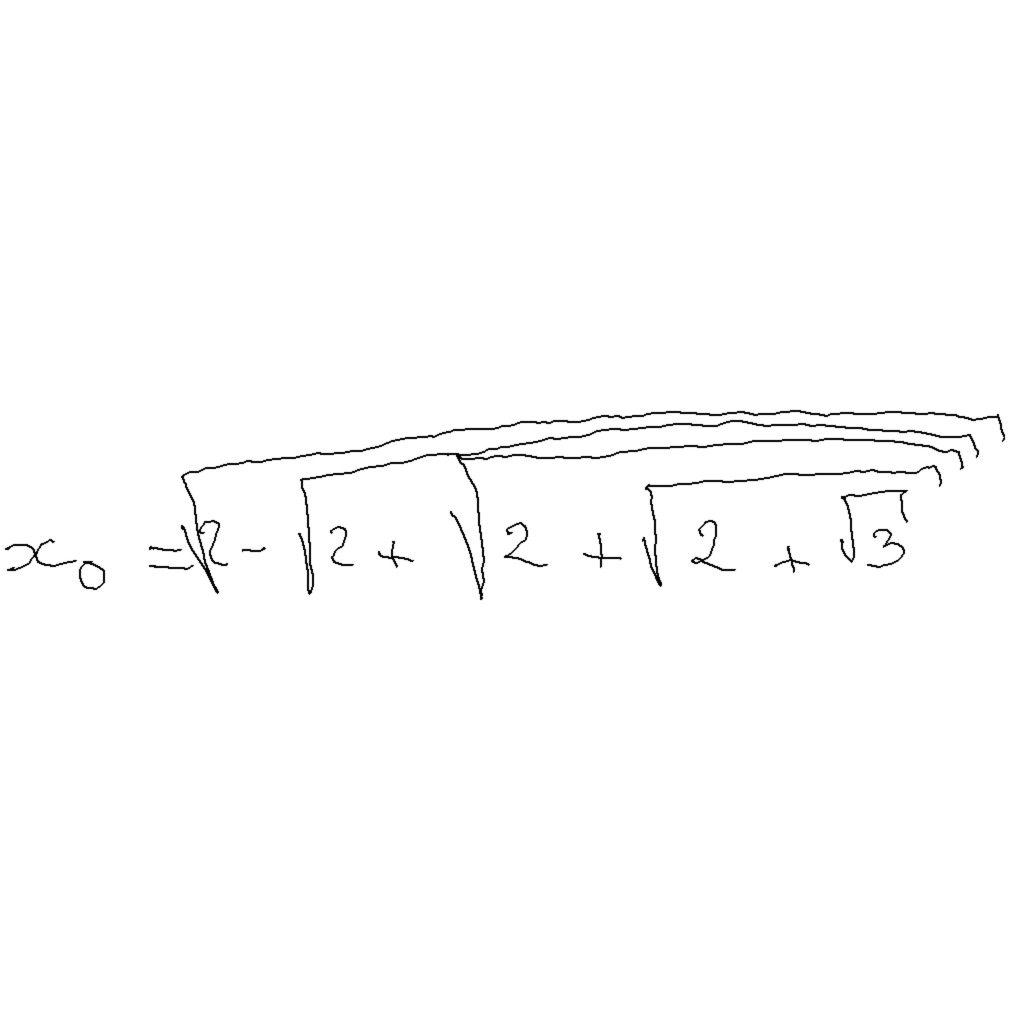 x₀ = √(2 - √(2 + √(2 + √(2 + √3))))